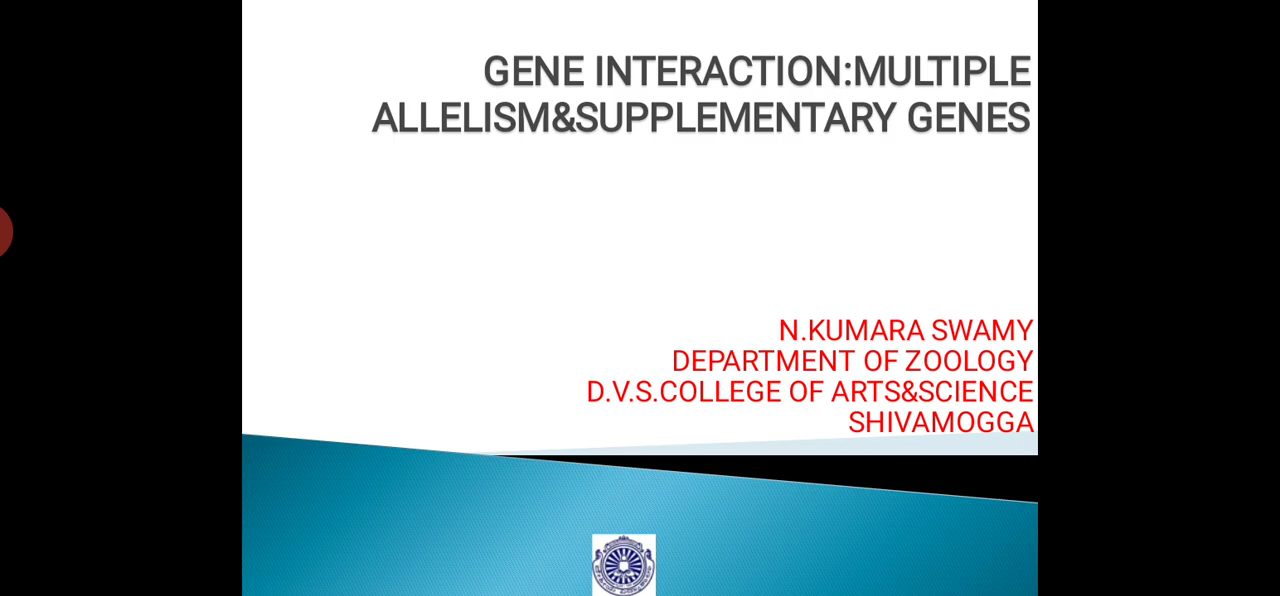 GENE INTERACTION:MULTIPLE
ALLELISM&SUPPLEMENTARY GENES
N.KUMARA SWAMY
DEPARTMENT OF ZOOLOGY
D.V.S.COLLEGE OF ARTS&SCIENCE
SHIVAMOGGA